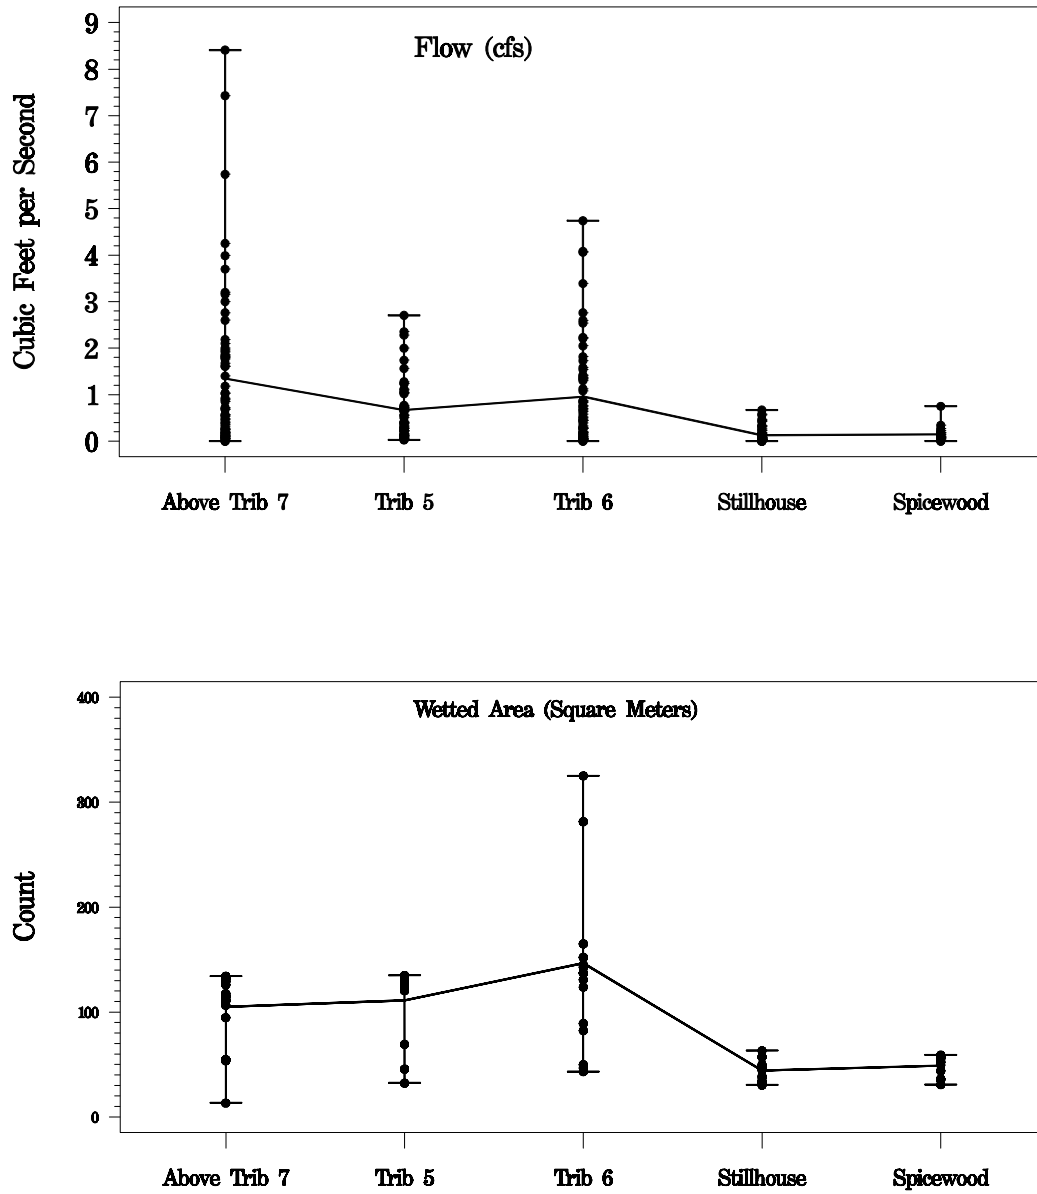 Flow (cfs)
Cubic Feet per Second
9
8
7
6
5
4
3
2
1
0
Above Trib 7 Trib 5 Trib 6 Stillhouse Spicewood
Wetted Area (Square Meters)
Count
400
300
200
100
0
Above Trib 7 Trib 5 Trib 6 Stillhouse Spicewood